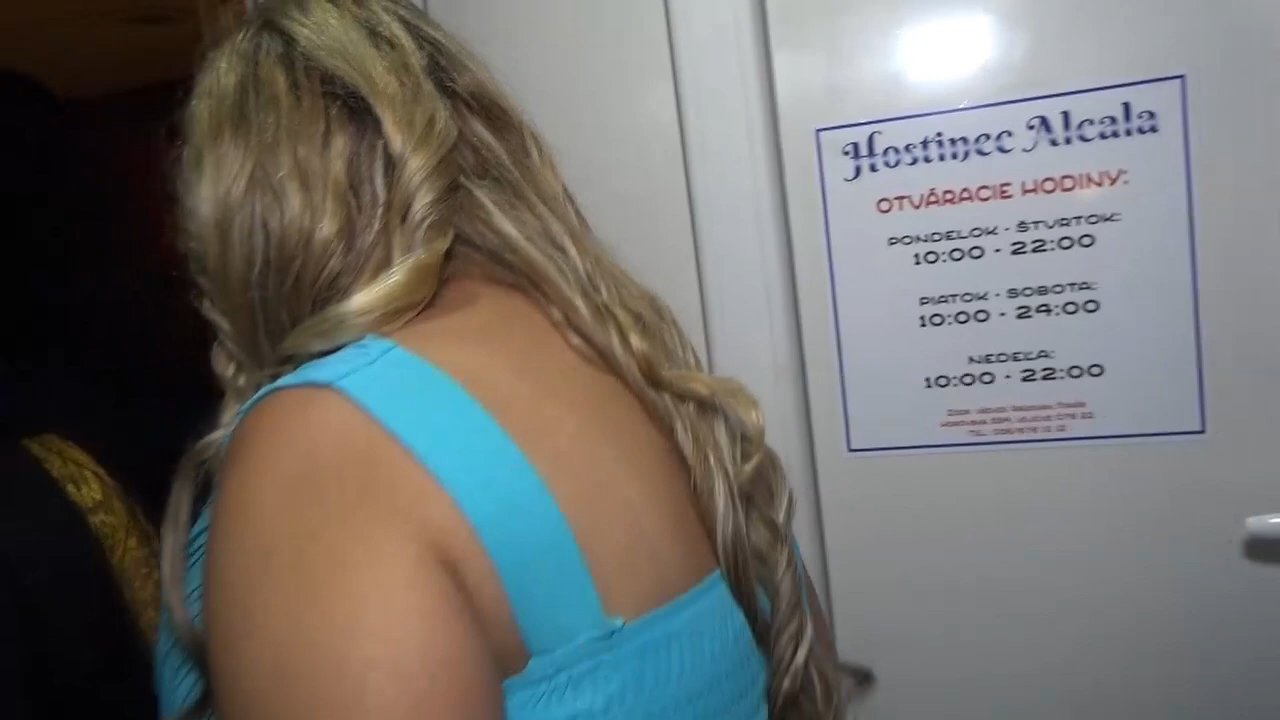 Hostinec Alcala
OTVÁRACIE HODINY:
PONDELOK - ŠTVRTOK:
10:00 - 22:00
PIATOK - SOBOTA:
10:00 - 24:00
NEDEĽA:
10:00 - 22:00